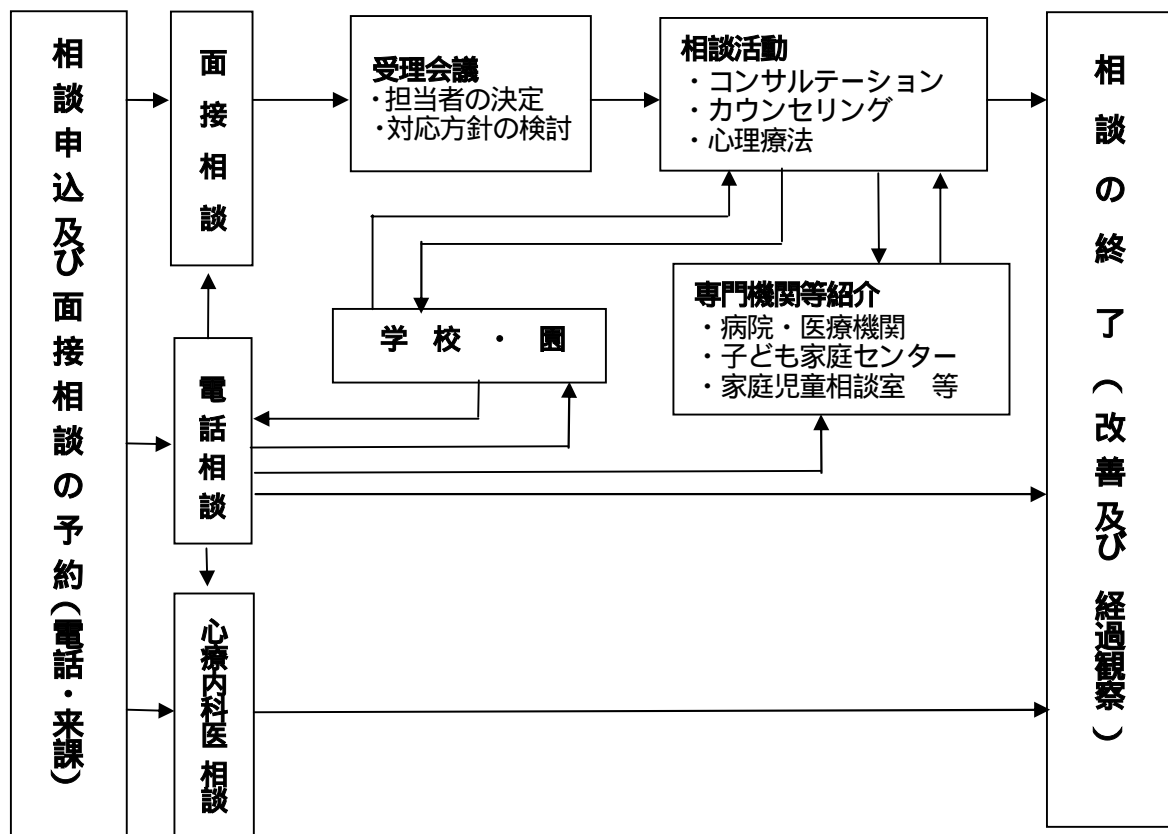 相談申込及び面接相談の予約(電話・来課)
面接相談
受理会議
・担当者の決定
・対応方針の検討
相談活動
・コンサルテーション
・カウンセリング
・心理療法
学校・園
専門機関等紹介
・病院・医療機関
・子ども家庭センター
・家庭児童相談室　等
電話相談
心療内科医相談
相談の終了(改善及び経過観察)